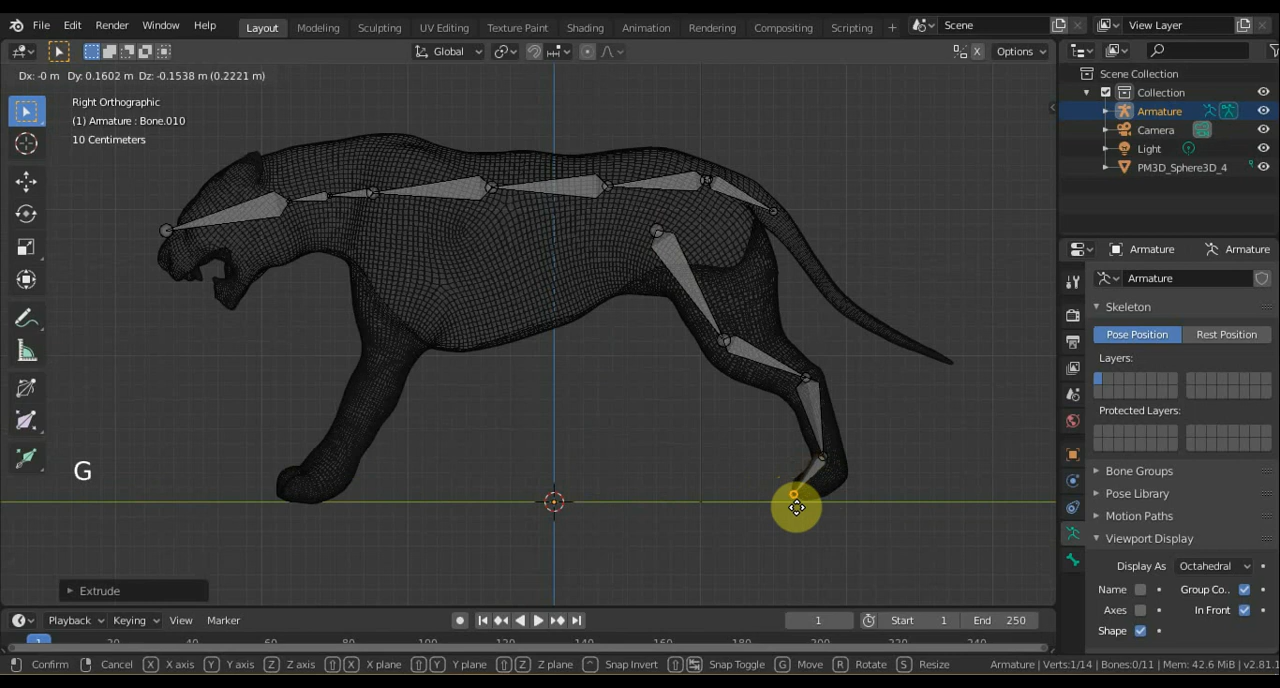 File Edit Render Window Help Layout Modeling Sculpting UV Editing Texture Paint Shading Animation Rendering Compositing Scripting + Scene View Layer
Global Options
Dx: -0 m Dy: 0.1602 m Dz: -0.1538 m (0.2221 m)
Right Orthographic
(1) Armature : Bone.010
10 Centimeters
G
Extrude
Scene Collection
Collection
Armature
Camera
Light
PM3D_Sphere3D_4
Armature Armature
Armature
Skeleton
Pose Position Rest Position
Layers:
Protected Layers:
Bone Groups
Pose Library
Motion Paths
Viewport Display
Display As Octahedral
Name Group Co..
Axes In Front
Shape
Playback Keying View Marker 1 Start 1 End 250
1
Confirm Cancel X X axis Y Y axis Z Z axis X X plane Y Y plane Z Z plane Snap Invert Snap Toggle G Move R Rotate S Resize Armature | Verts:1/14 | Bones:0/11 | Mem: 42.6 MiB | v2.81.1